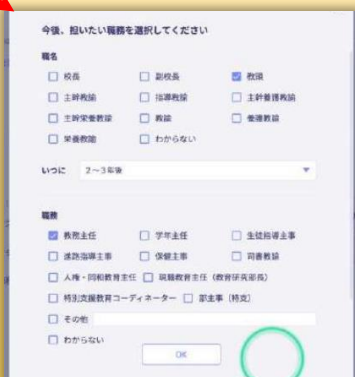 今後、担いたい職務を選択してください
職名
校長 副校長 教頭
主幹教諭 指導教諭 主幹養護教諭
主幹栄養教諭 教諭 養護教諭
栄養教諭 わからない
いつに 2～3年後
職務
教務主任 学年主任 生徒指導主事
進路指導主事 保健主事 司書教諭
人権・同和教育主任 現職教育主任（教育研究部長）
特別支援教育コーディネーター 部主事（特支）
その他
わからない
OK